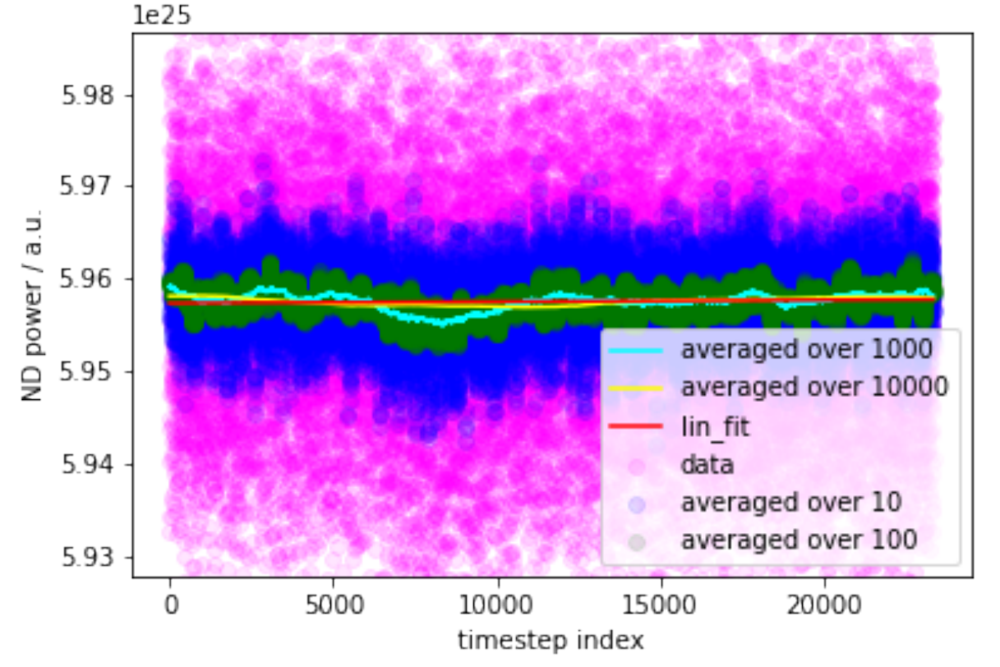 1e25
5.98
5.97
5.96
5.95
5.94
5.93
ND power / a.u.
averaged over 1000
averaged over 10000
lin_fit
data
averaged over 10
averaged over 100
0 5000 10000 15000 20000
timestep index